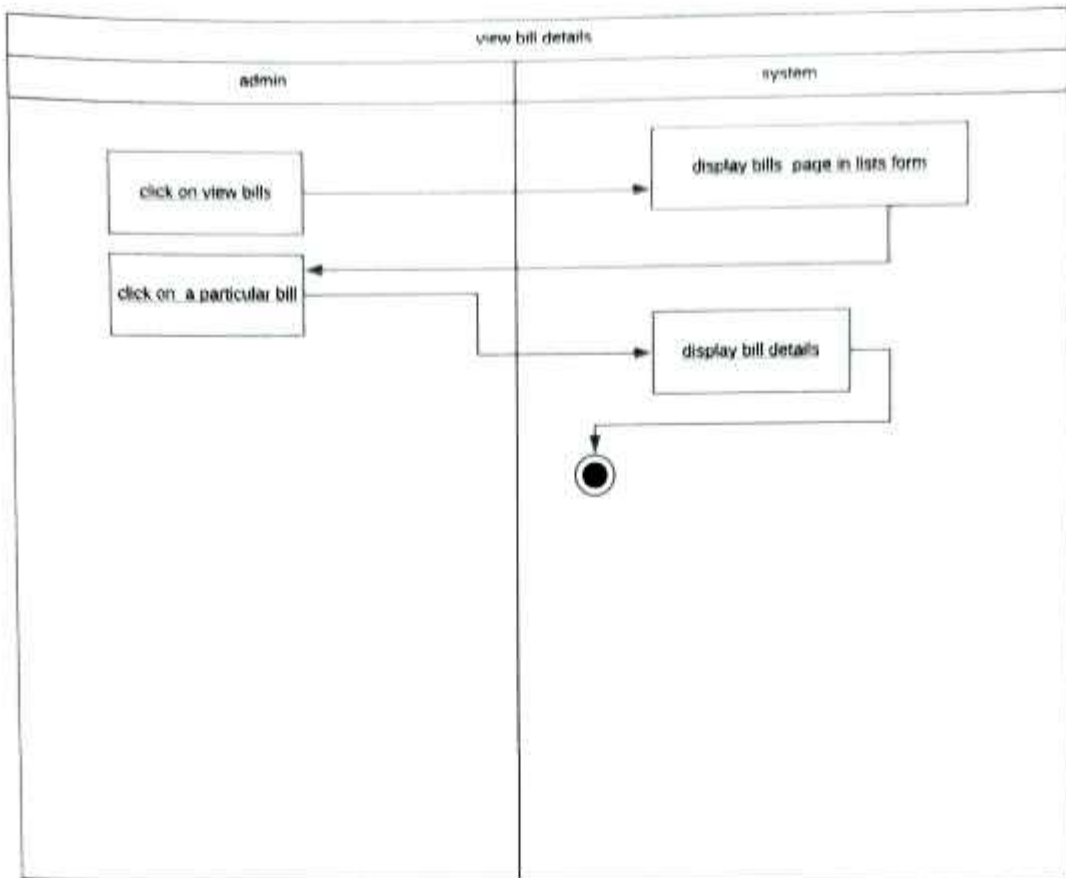 view bill details
admin
system
click on view bills
display bills page in lists form
click on a particular bill
display bill details